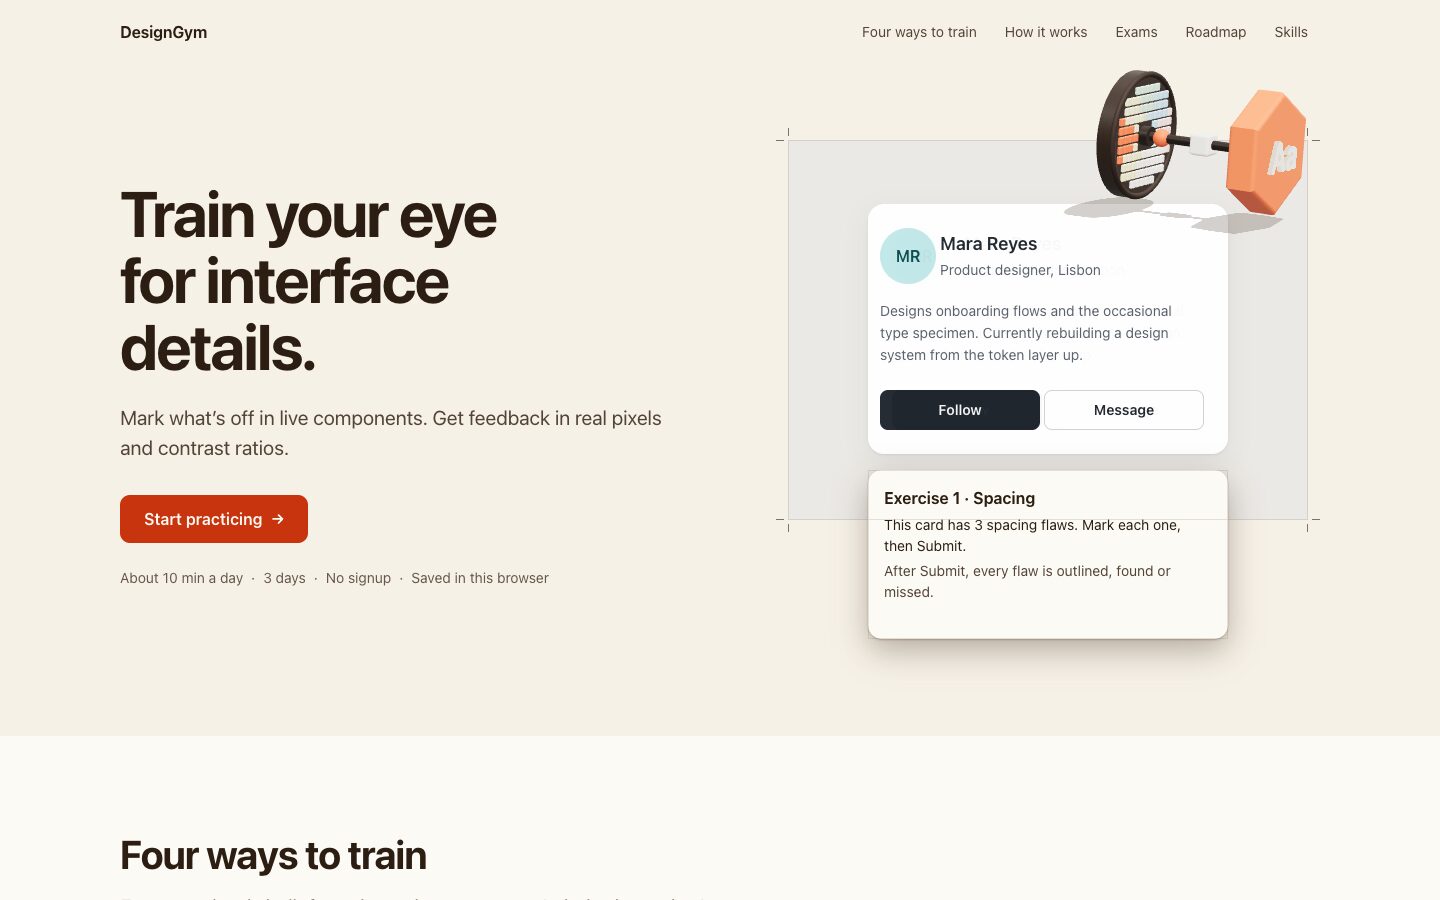 DesignGym
Four ways to train
How it works
Exams
Roadmap
Skills
Train your eye
for interface
details.
Mark what’s off in live components. Get feedback in real pixels
and contrast ratios.
Start practicing →
About 10 min a day · 3 days · No signup · Saved in this browser
Aa
MR
Mara Reyes
Product designer, Lisbon
Designs onboarding flows and the occasional
type specimen. Currently rebuilding a design
system from the token layer up.
Follow
Message
Exercise 1 · Spacing
This card has 3 spacing flaws. Mark each one,
then Submit.
After Submit, every flaw is outlined, found or
missed.
Four ways to train